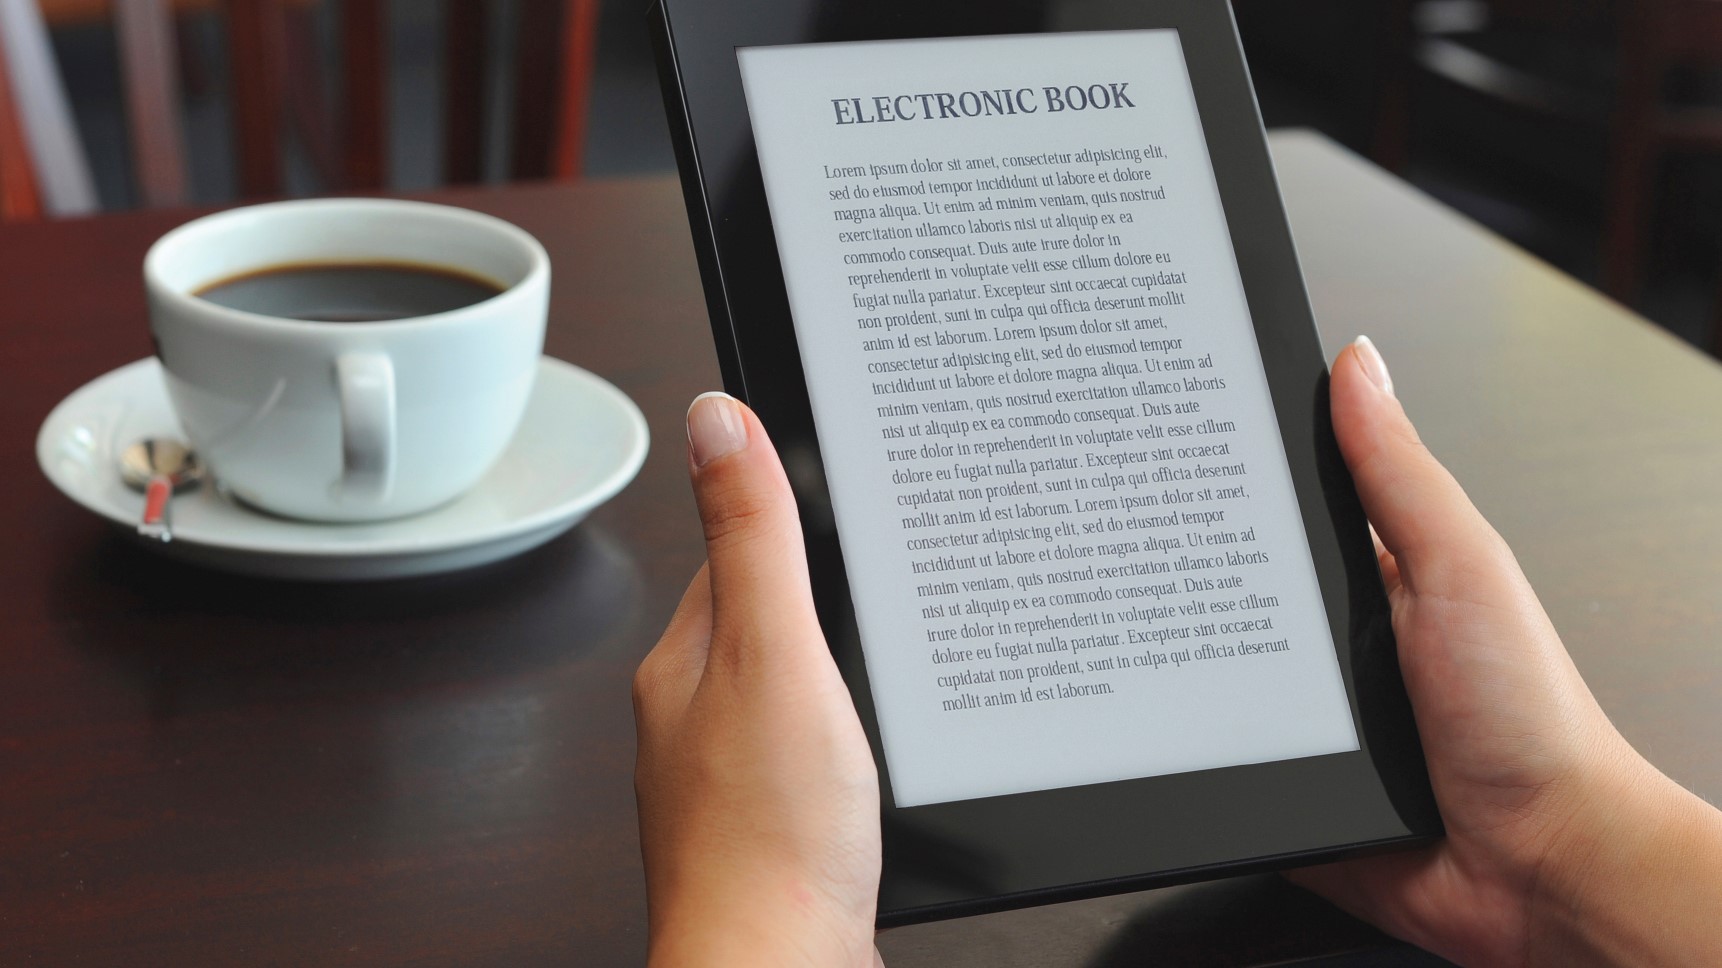 ELECTRONIC BOOK
Lorem ipsum dolor sit amet, consectetur adipisicing elit,
sed do eiusmod tempor incididunt ut labore et dolore
magna aliqua. Ut enim ad minim veniam, quis nostrud
exercitation ullamco laboris nisi ut aliquip ex ea
commodo consequat. Duis aute irure dolor in
reprehenderit in voluptate velit esse cillum dolore eu
fugiat nulla pariatur. Excepteur sint occaecat cupidatat
non proident, sunt in culpa qui officia deserunt mollit
anim id est laborum. Lorem ipsum dolor sit amet,
consectetur adipisicing elit, sed do eiusmod tempor
incididunt ut labore et dolore magna aliqua. Ut enim ad
minim veniam, quis nostrud exercitation ullamco laboris
nisi ut aliquip ex ea commodo consequat. Duis aute
irure dolor in reprehenderit in voluptate velit esse cillum
dolore eu fugiat nulla pariatur. Excepteur sint occaecat
cupidatat non proident, sunt in culpa qui officia deserunt
mollit anim id est laborum. Lorem ipsum dolor sit amet,
consectetur adipisicing elit, sed do eiusmod tempor
incididunt ut labore et dolore magna aliqua. Ut enim ad
minim veniam, quis nostrud exercitation ullamco laboris
nisi ut aliquip ex ea commodo consequat. Duis aute
irure dolor in reprehenderit in voluptate velit esse cillum
dolore eu fugiat nulla pariatur. Excepteur sint occaecat
cupidatat non proident, sunt in culpa qui officia deserunt
mollit anim id est laborum.